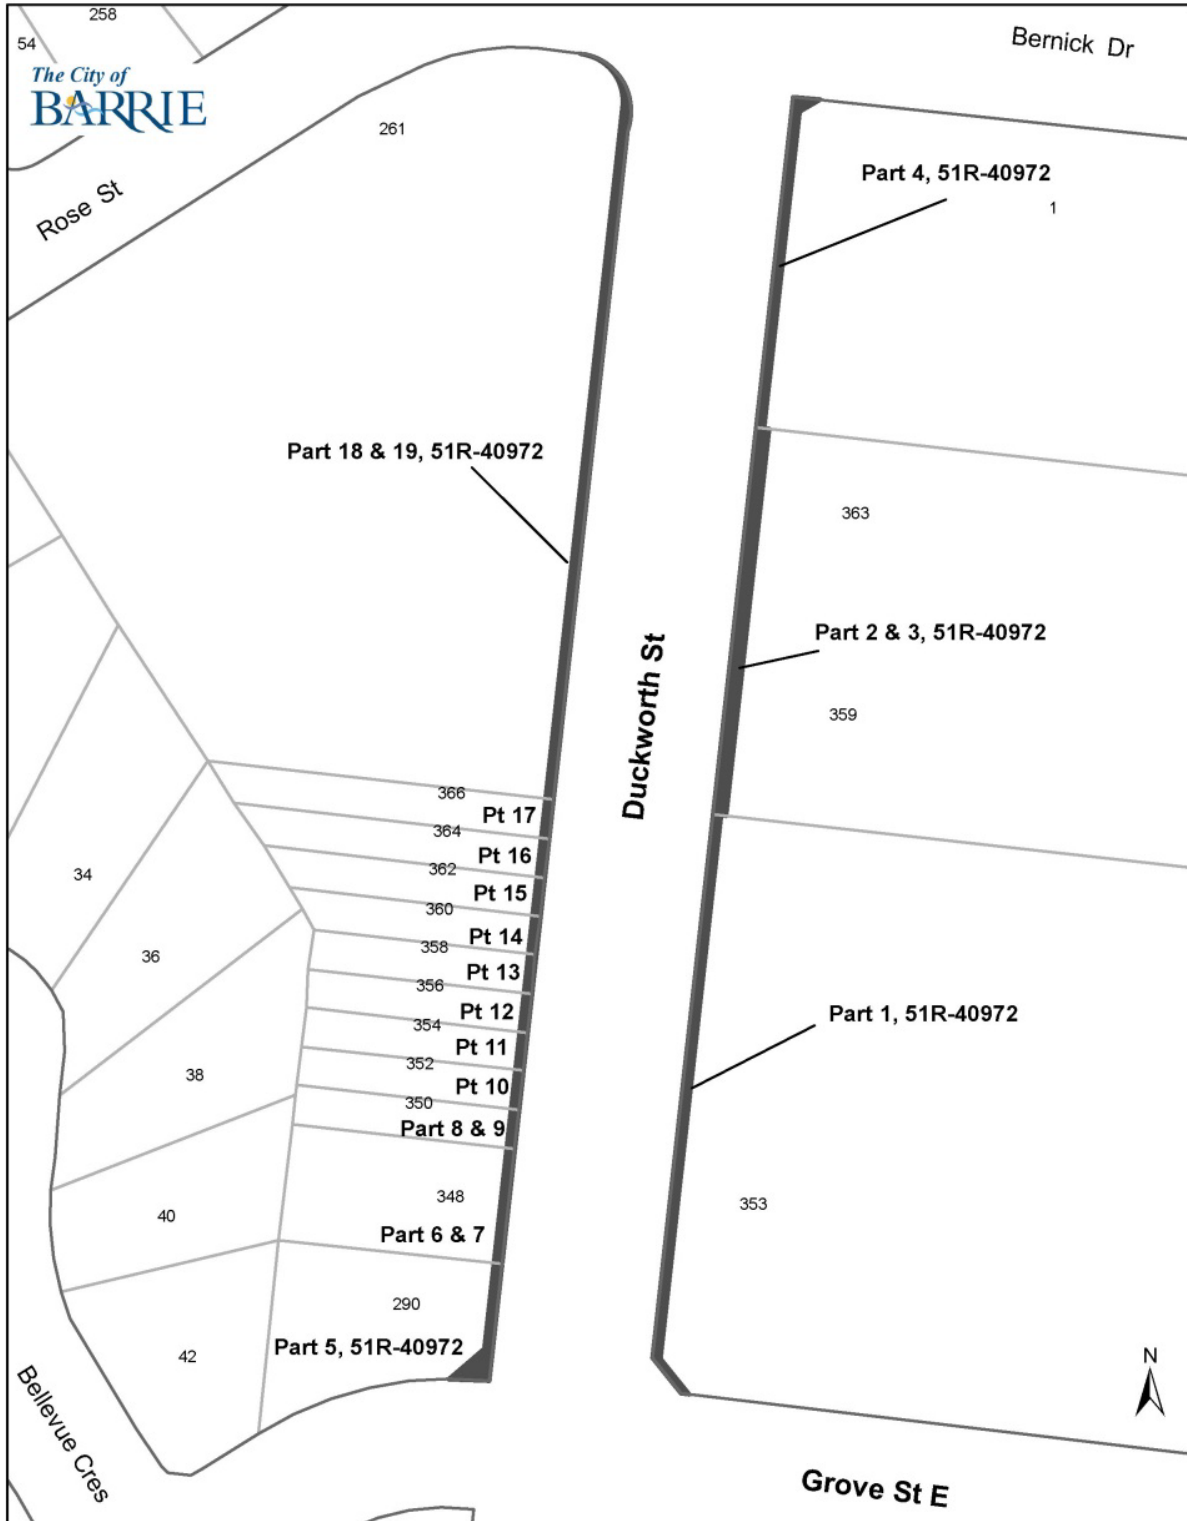 258
54
The City of
BARRIE
Bernick Dr
261
Rose St
Part 4, 51R-40972
1
Part 18 & 19, 51R-40972
363
Part 2 & 3, 51R-40972
359
Duckworth St
366
Pt 17
364
Pt 16
362
Pt 15
360
Pt 14
358
Pt 13
356
Pt 12
354
Pt 11
352
Pt 10
350
Part 8 & 9
34
36
38
Part 1, 51R-40972
348
353
40
Part 6 & 7
290
Part 5, 51R-40972
42
N
Bellevue Cres
Grove St E